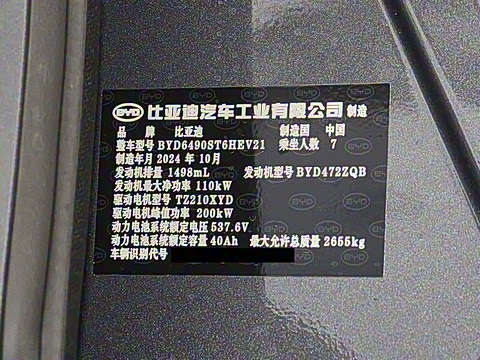 BYD 比亚迪汽车工业有限公司 制造
品 牌 比亚迪 制造国 中国
整车型号 BYD6490ST6HEV21 乘坐人数 7
制造年月 2024 年 10月
发动机排量 1498mL 发动机型号 BYD472ZQB
发动机最大净功率 110kW
驱动电机型号 TZ210XYD
驱动电机峰值功率 200kW
动力电池系统额定电压 537.6V
动力电池系统额定容量 40Ah 最大允许总质量 2655kg
车辆识别代号